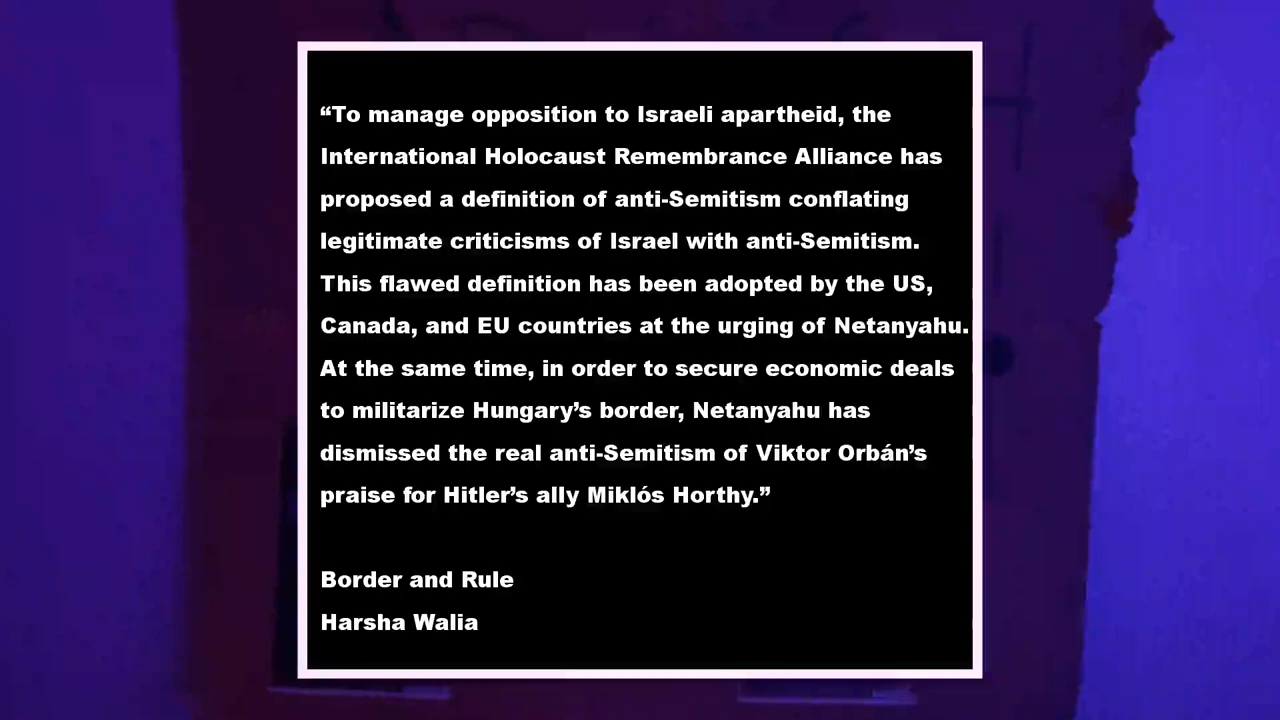 “To manage opposition to Israeli apartheid, the
International Holocaust Remembrance Alliance has
proposed a definition of anti-Semitism conflating
legitimate criticisms of Israel with anti-Semitism.
This flawed definition has been adopted by the US,
Canada, and EU countries at the urging of Netanyahu.
At the same time, in order to secure economic deals
to militarize Hungary’s border, Netanyahu has
dismissed the real anti-Semitism of Viktor Orbán’s
praise for Hitler’s ally Miklós Horthy.”
Border and Rule
Harsha Walia